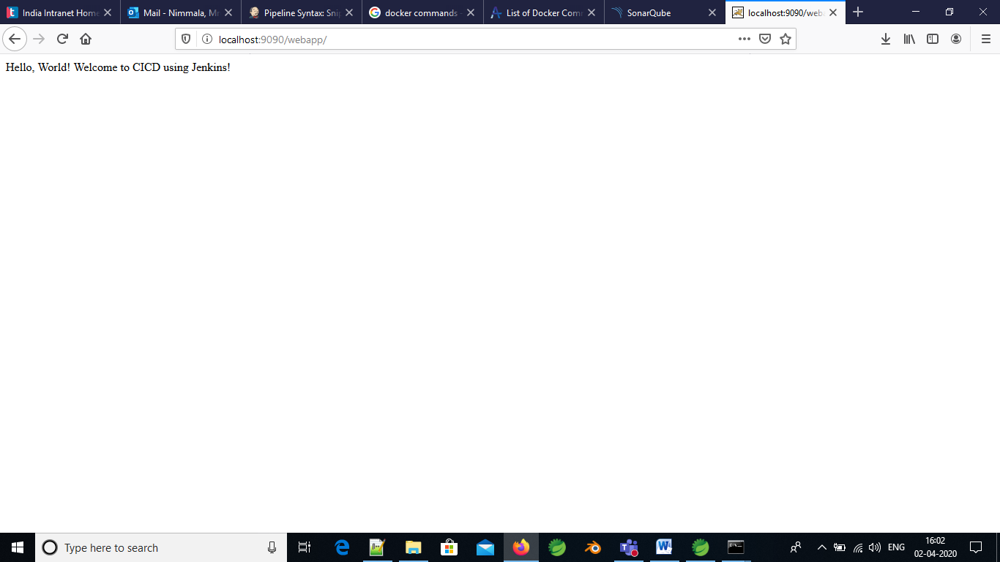 India Intranet Home
Mail - Nimmala, Mr
Pipeline Syntax: Snip
docker commands -
List of Docker Com
SonarQube
localhost:9090/web
localhost:9090/webapp/
Hello, World! Welcome to CICD using Jenkins!
Type here to search
ENG
16:02
02-04-2020